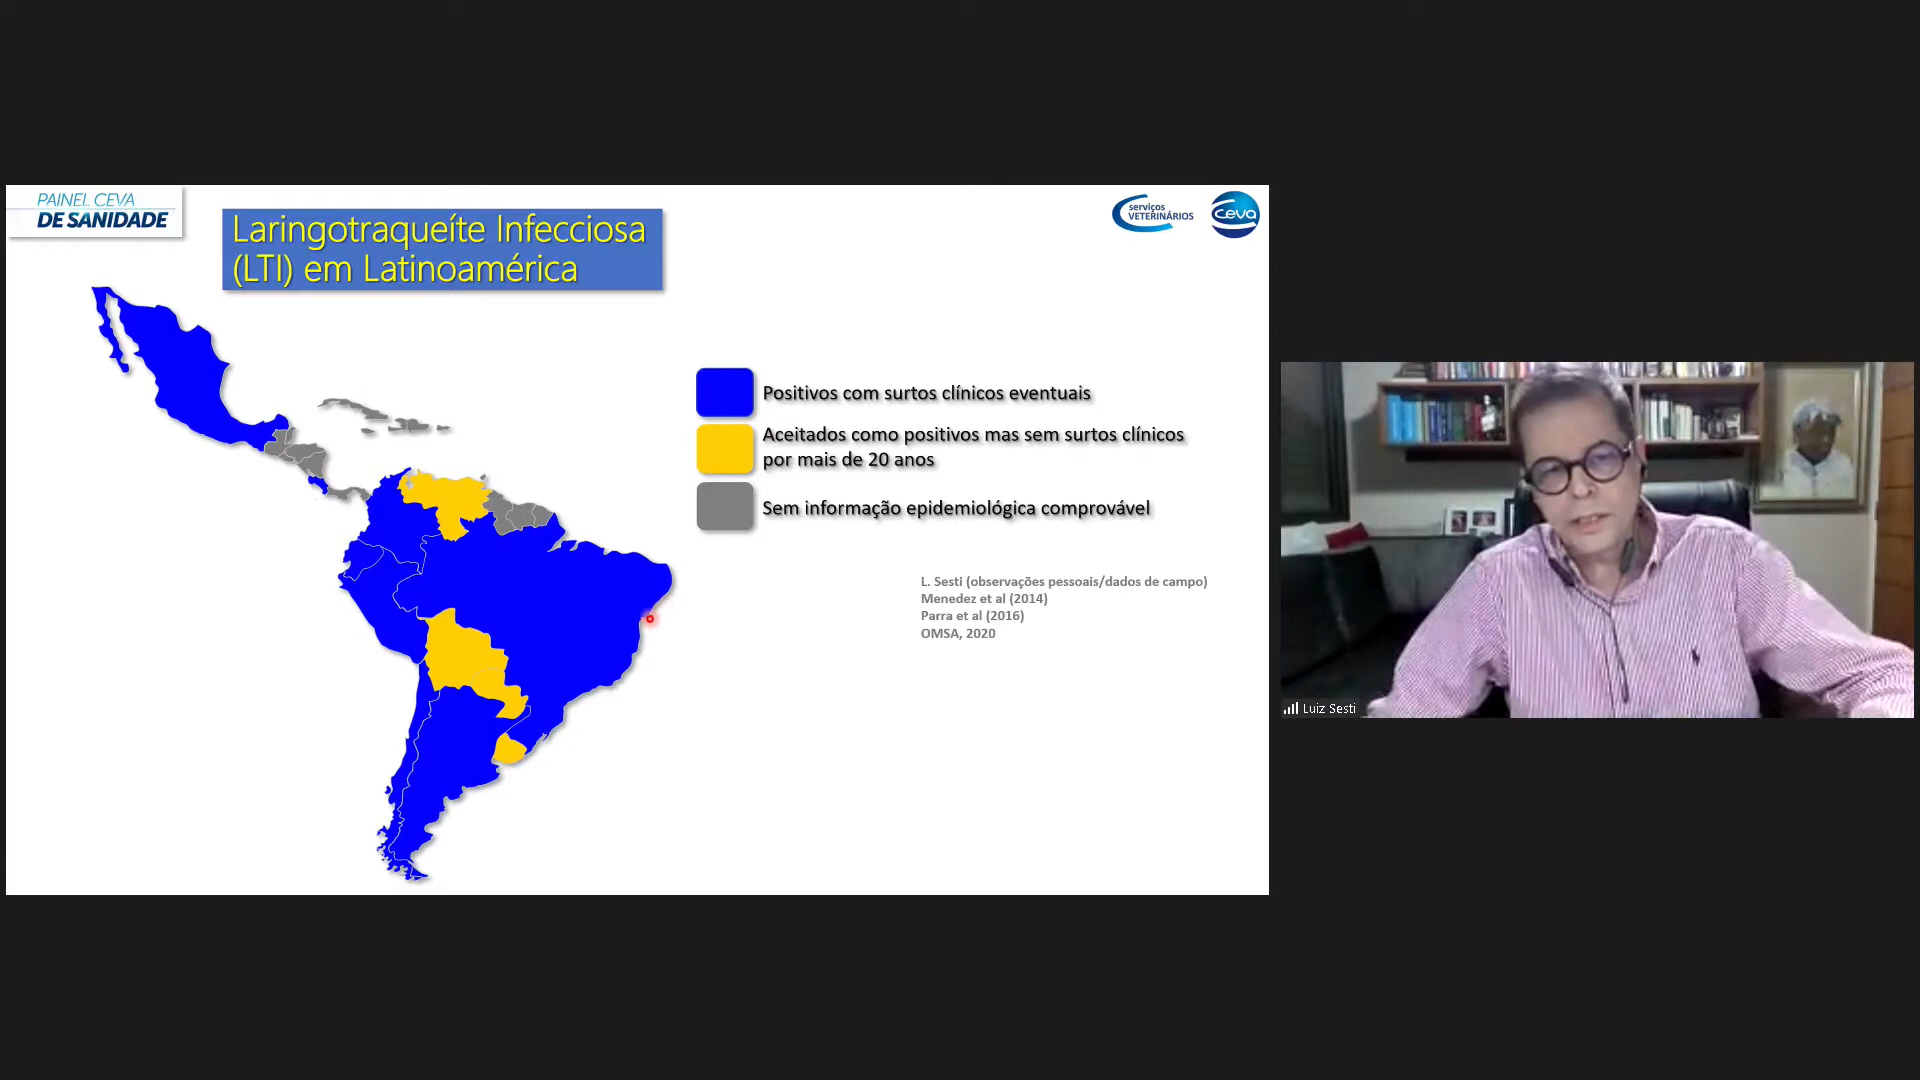 PAINEL CEVA
DE SANIDADE
Laringotraqueíte Infecciosa
(LTI) em Latinoamérica
serviços
VETERINÁRIOS
ceva
Positivos com surtos clínicos eventuais
Aceitados como positivos mas sem surtos clínicos
por mais de 20 anos
Sem informação epidemiológica comprovável
L. Sesti (observações pessoais/dados de campo)
Menedez et al (2014)
Parra et al (2016)
OMSA, 2020
Luiz Sesti